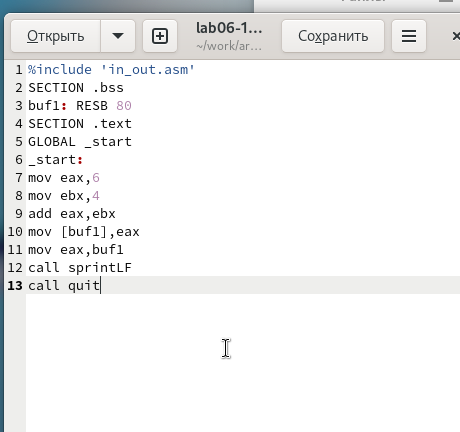 Открыть
lab06-1...
~/work/ar...
Сохранить
1 %include 'in_out.asm'
2 SECTION .bss
3 buf1: RESB 80
4 SECTION .text
5 GLOBAL _start
6 _start:
7 mov eax,6
8 mov ebx,4
9 add eax,ebx
10 mov [buf1],eax
11 mov eax,buf1
12 call sprintLF
13 call quit